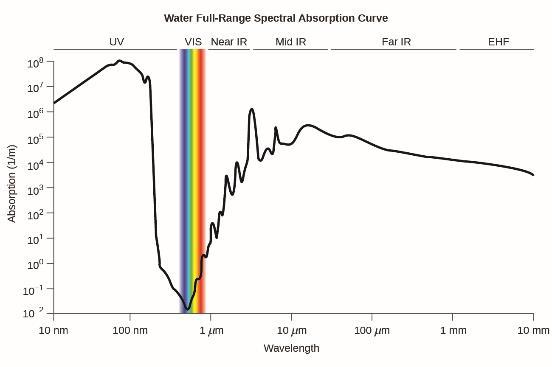 Water Full-Range Spectral Absorption Curve
UV VIS Near IR Mid IR Far IR EHF
Absorption (1/m)
10⁸
10⁷
10⁶
10⁵
10⁴
10³
10²
10¹
10⁰
10⁻¹
10⁻²
10 nm 100 nm 1 µm 10 µm 100 µm 1 mm 10 mm
Wavelength